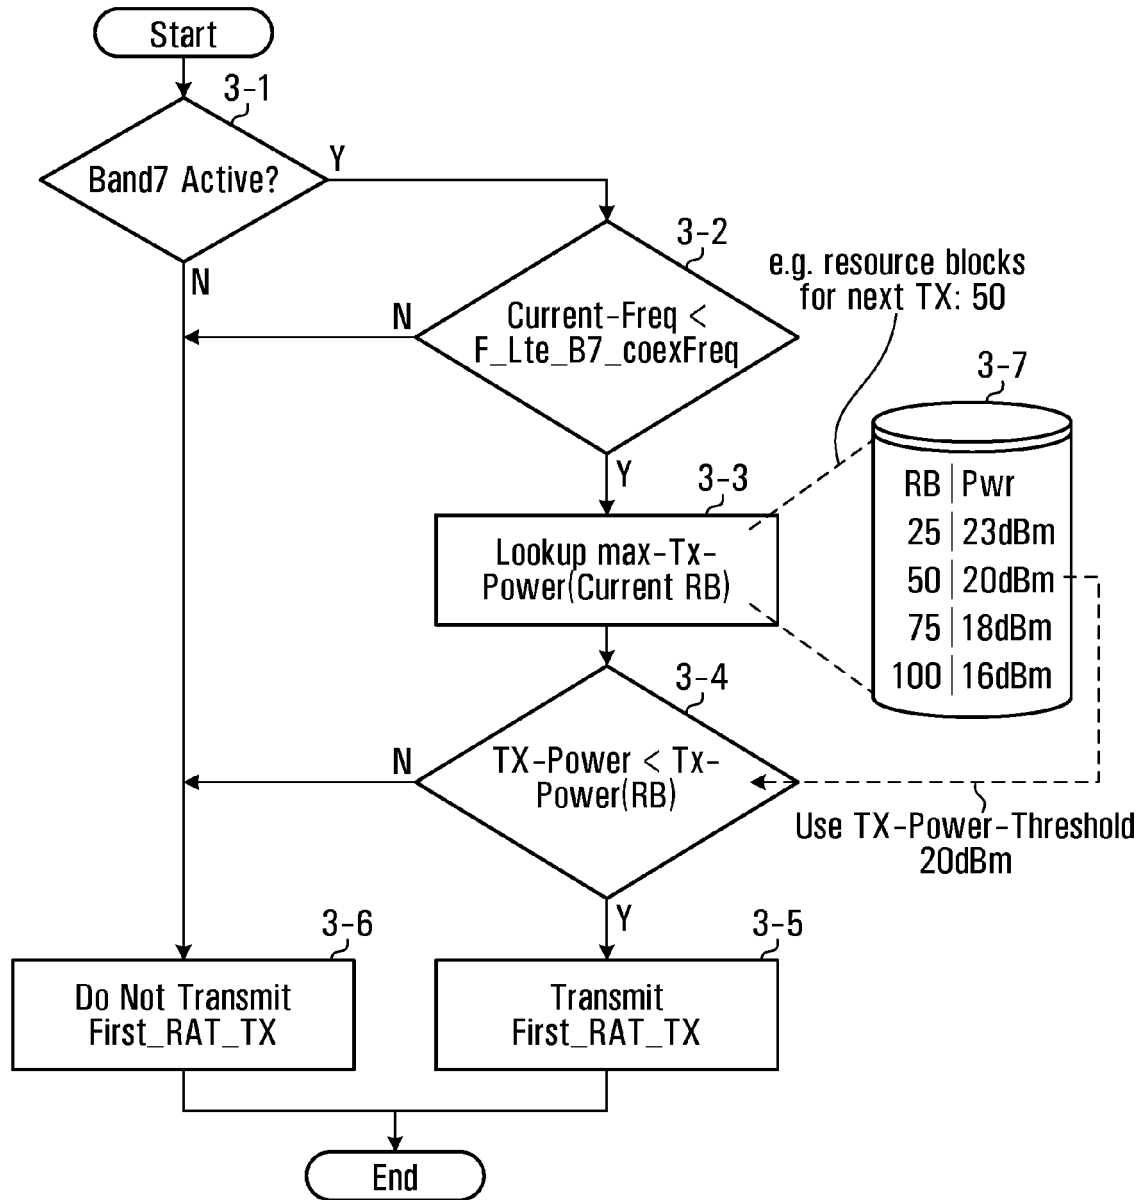 Start
3-1
Band7 Active?
Y
N
3-2
Current-Freq <
F_Lte_B7_coexFreq
N
Y
e.g. resource blocks
for next TX: 50
3-7
RB | Pwr
25 | 23dBm
50 | 20dBm
75 | 18dBm
100 | 16dBm
3-3
Lookup max-Tx-
Power(Current RB)
3-4
TX-Power < Tx-
Power(RB)
N
Y
Use TX-Power-Threshold
20dBm
3-6
Do Not Transmit
First_RAT_TX
3-5
Transmit
First_RAT_TX
End